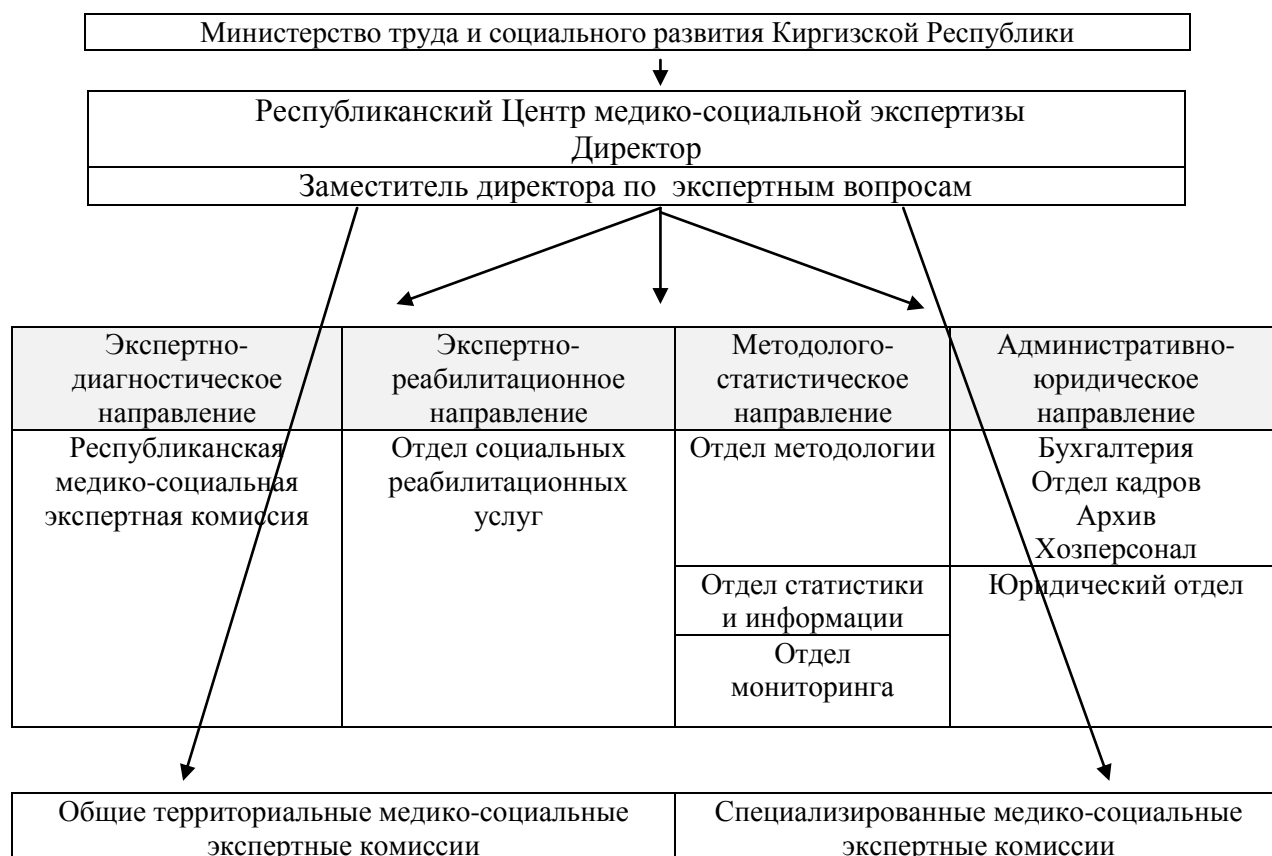 Министерство труда и социального развития Киргизской Республики
Республиканский Центр медико-социальной экспертизы
Директор
Заместитель директора по экспертным вопросам
Экспертно-
диагностическое
направление
Экспертно-
реабилитационное
направление
Методолого-
статистическое
направление
Административно-
юридическое
направление
Республиканская
медико-социальная
экспертная комиссия
Отдел социальных
реабилитационных
услуг
Отдел методологии
Бухгалтерия
Отдел кадров
Архив
Хозперсонал
Отдел статистики
и информации
Юридический отдел
Отдел
мониторинга
Общие территориальные медико-социальные
экспертные комиссии
Специализированные медико-социальные
экспертные комиссии